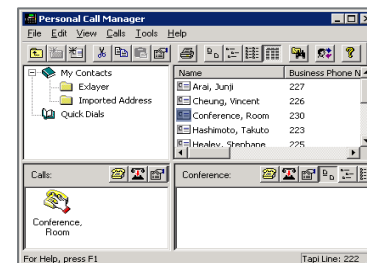 Personal Call Manager
File Edit View Calls Tools Help
My Contacts
Exlayer
Imported Address
Quick Dials
Name Business Phone N
Arai, Junji 227
Cheung, Vincent 226
Conference, Room 230
Hashimoto, Takuto 223
Healey, Stephane 225
Calls:
Conference:
Conference,
Room
For Help, press F1
Tapi Line: 222